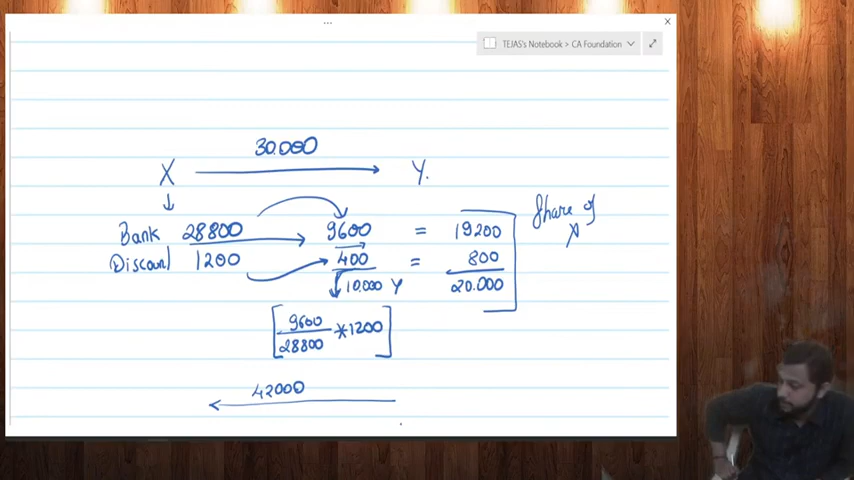 TEJAS's Notebook > CA Foundation
30.000
X Y.
Bank 28800 9600 = 19200 Share of X
Discount 1200 400 = 800
10.000 Y 20.000
[9600/28800 * 1200]
42000